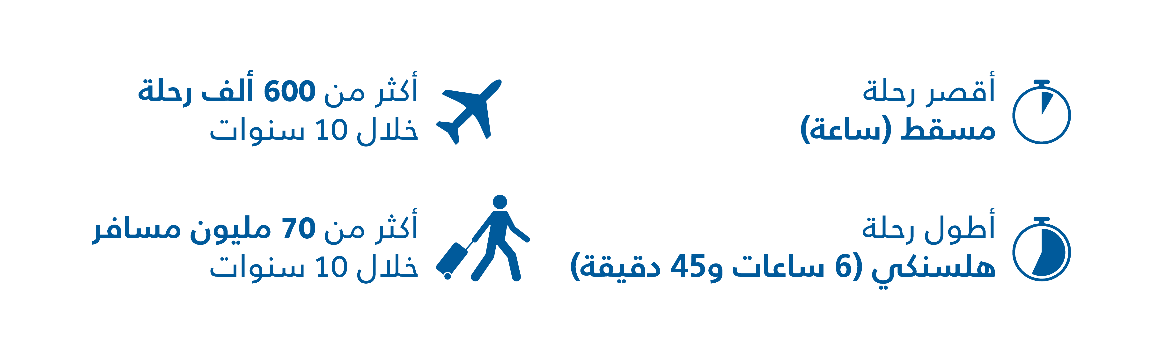 أقصر رحلة
مسقط (ساعة)
أكثر من 600 ألف رحلة
خلال 10 سنوات
أطول رحلة
هلسنكي (6 ساعات و45 دقيقة)
أكثر من 70 مليون مسافر
خلال 10 سنوات